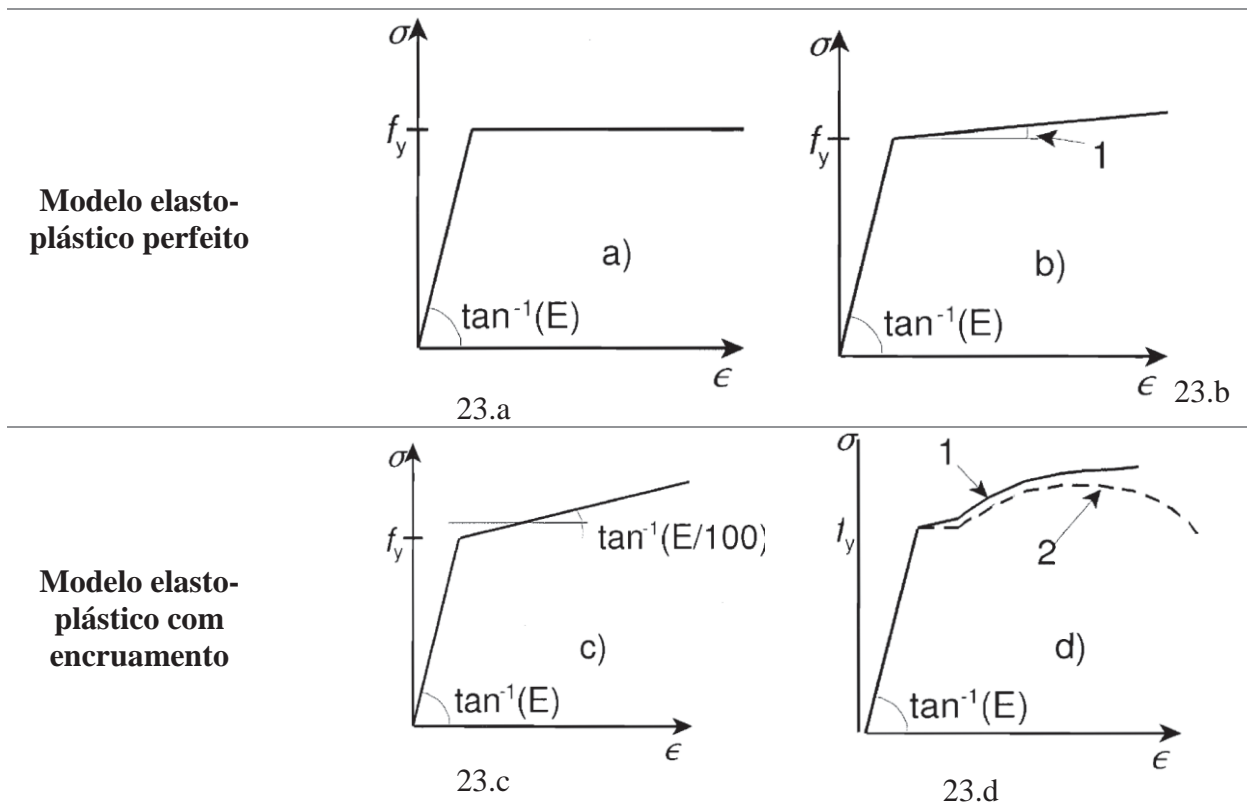 Modelo elasto-
plástico perfeito
σ
f_y
a)
tan⁻¹(E)
ϵ
23.a
σ
f_y
1
b)
tan⁻¹(E)
ϵ
23.b
Modelo elasto-
plástico com
encruamento
σ
f_y
tan⁻¹(E/100)
c)
tan⁻¹(E)
ϵ
23.c
σ
1
f_y
2
d)
tan⁻¹(E)
ϵ
23.d